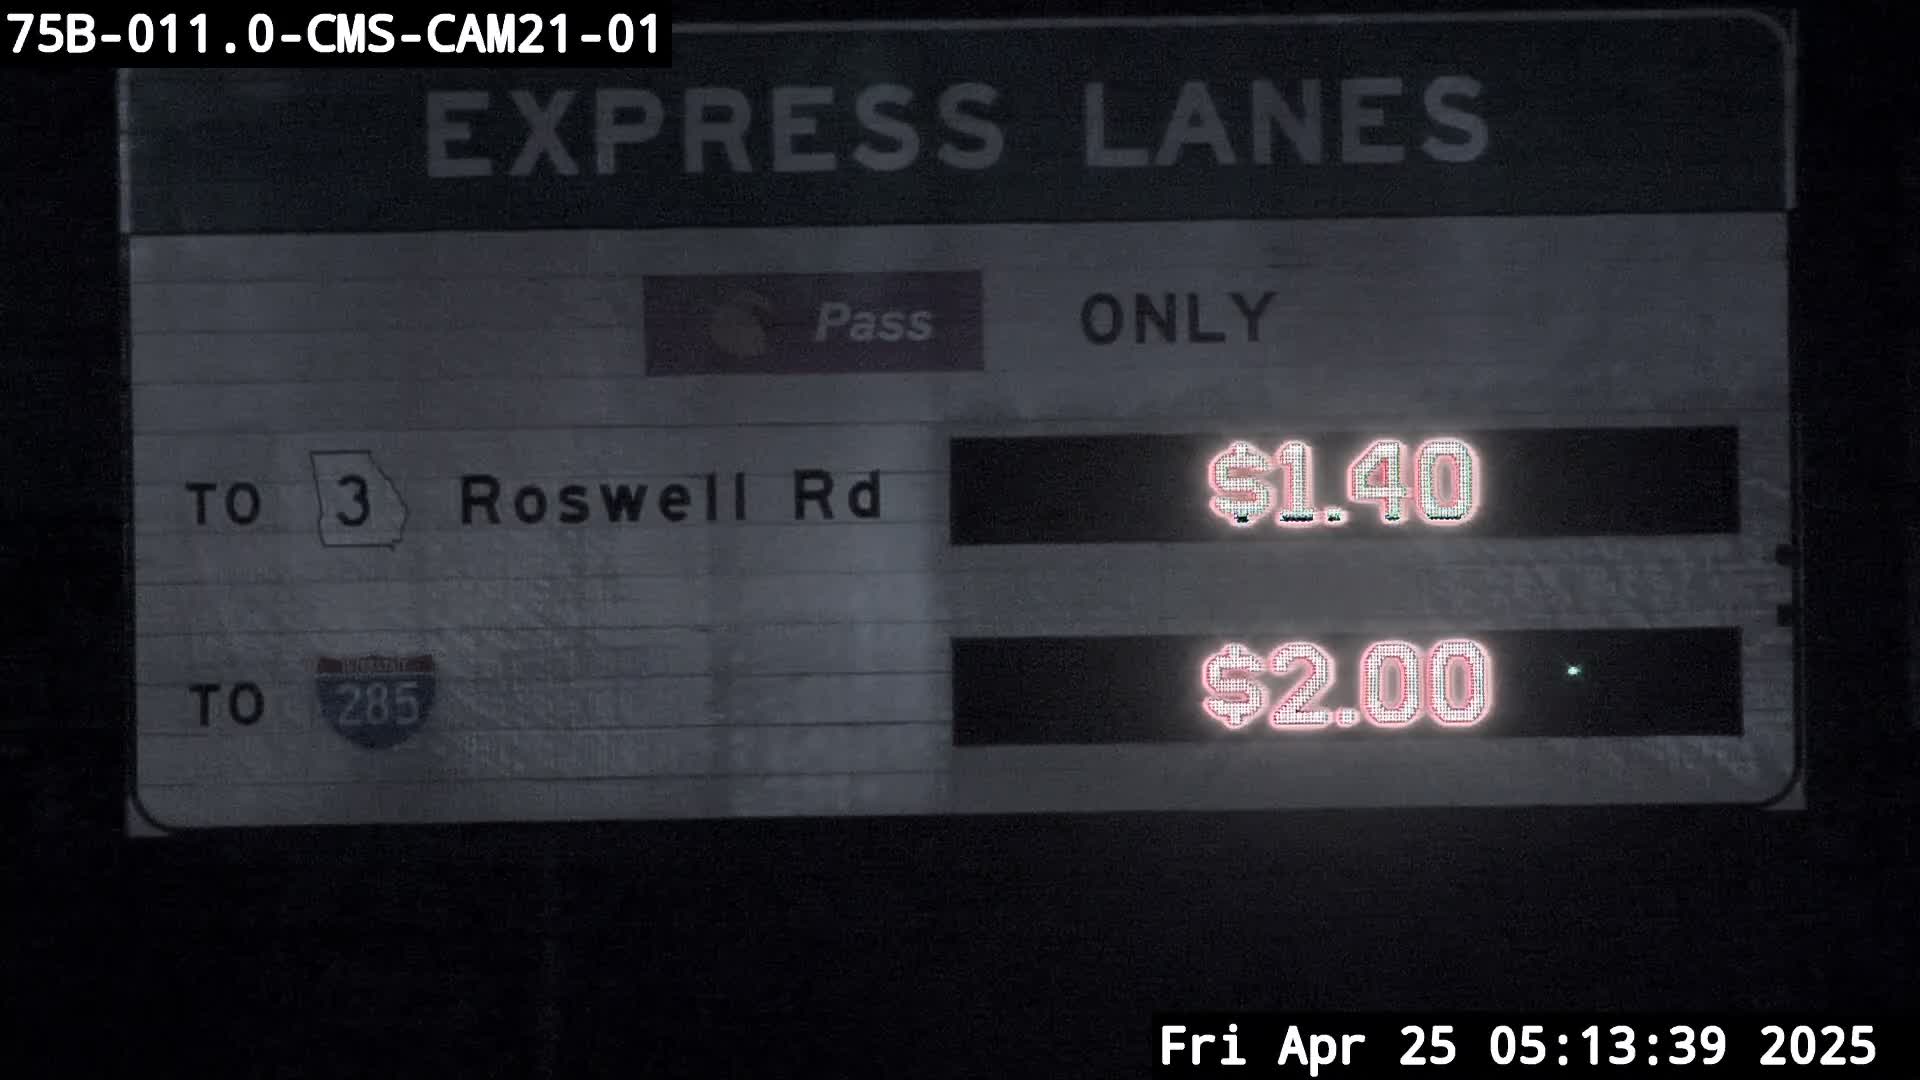 75B-011.0-CMS-CAM21-01
EXPRESS LANES
Pass ONLY
TO 3 Roswell Rd $1.40
TO 285 $2.00
Fri Apr 25 05:13:39 2025